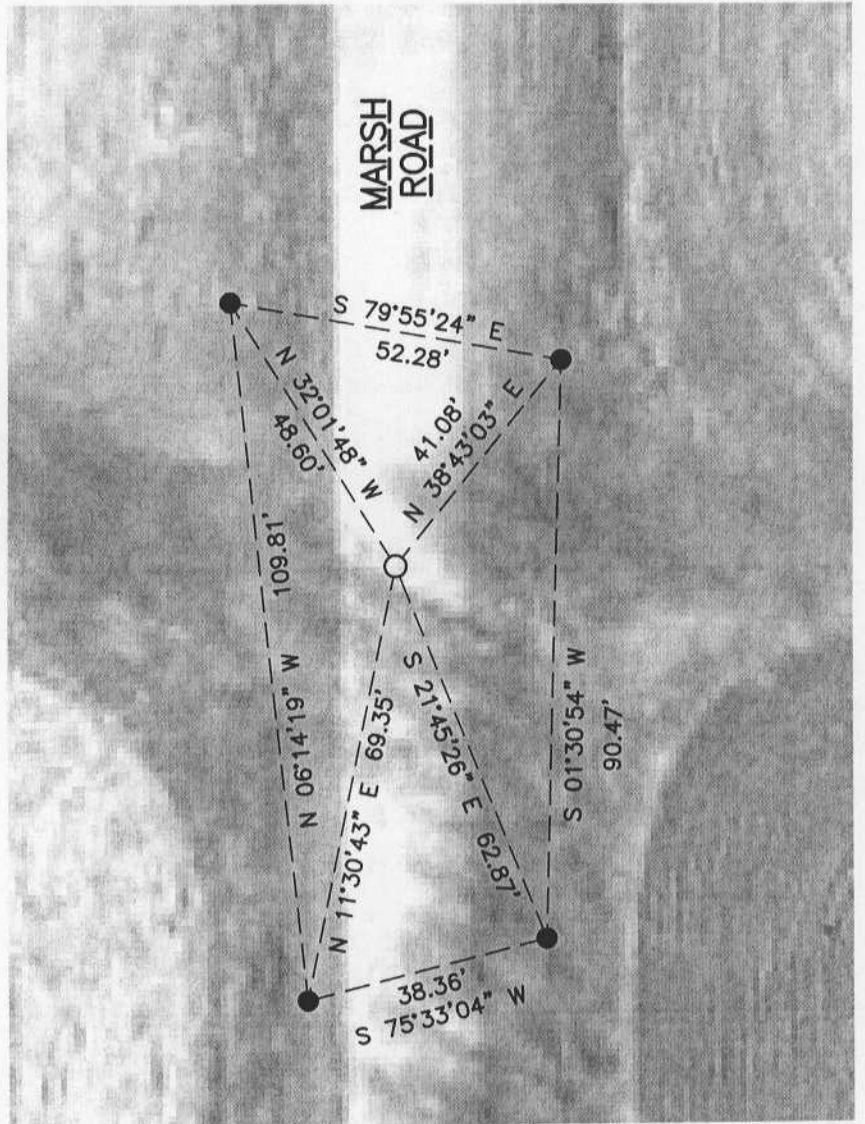 MARSH
ROAD
S 79°55'24" E
52.28'
N 32°01'48" W
48.60'
41.08'
N 38°43'03" E
109.81'
N 06°14'19" W
N 11°30'43" E 69.35'
S 21°45'26" E 62.87'
S 01°30'54" W
90.47'
38.36'
S 75°33'04" W